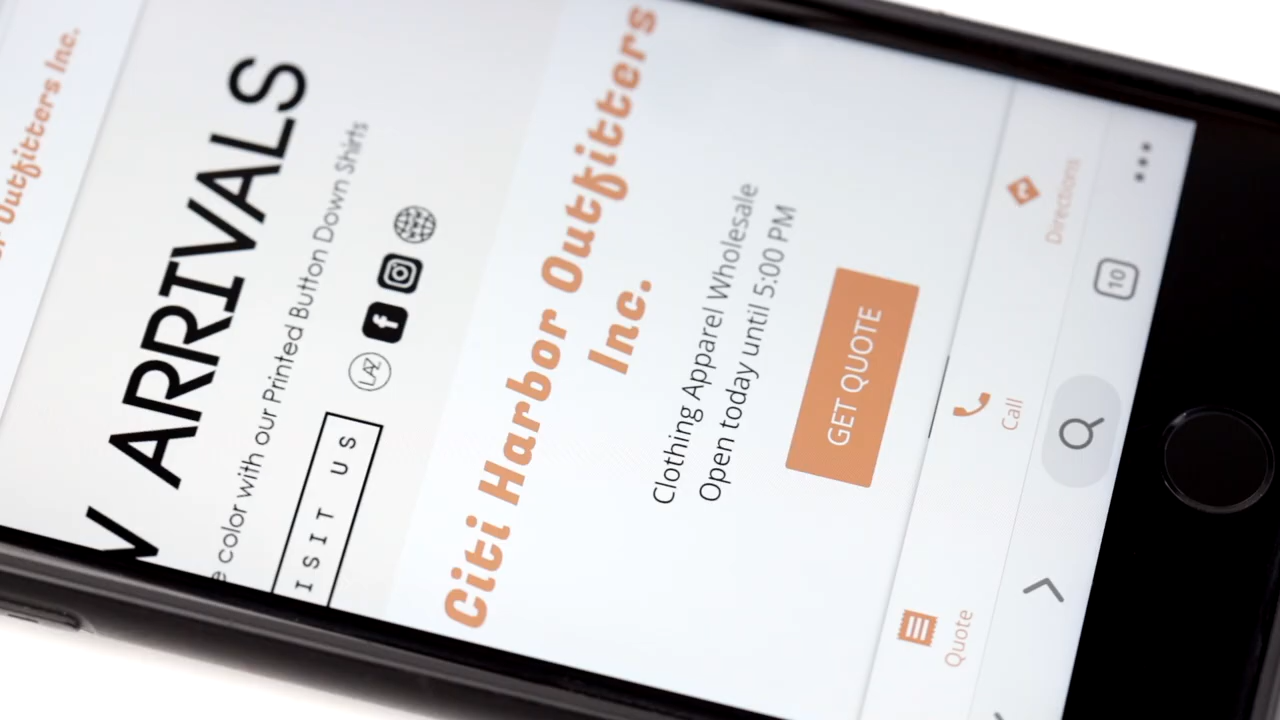 Outfitters Inc.
ARRIVALS
color with our Printed Button Down Shirts
ISIT US
LAZ
Citi Harbor Outfitters
Inc.
Clothing Apparel Wholesale
Open today until 5:00 PM
GET QUOTE
Quote
Call
Directions
10